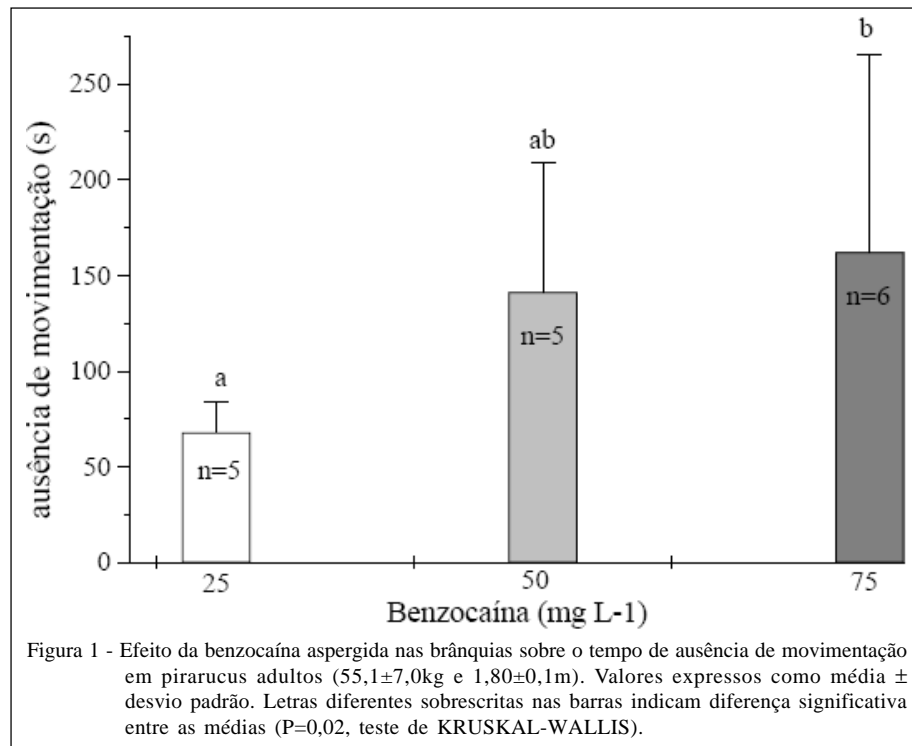 ausência de movimentação (s)
250
200
150
100
50
0
a
ab
b
n=5
n=5
n=6
25
50
75
Benzocaína (mg L-1)
Figura 1 - Efeito da benzocaína aspergida nas brânquias sobre o tempo de ausência de movimentação
em pirarucus adultos (55,1±7,0kg e 1,80±0,1m). Valores expressos como média ±
desvio padrão. Letras diferentes sobrescritas nas barras indicam diferença significativa
entre as médias (P=0,02, teste de KRUSKAL-WALLIS).